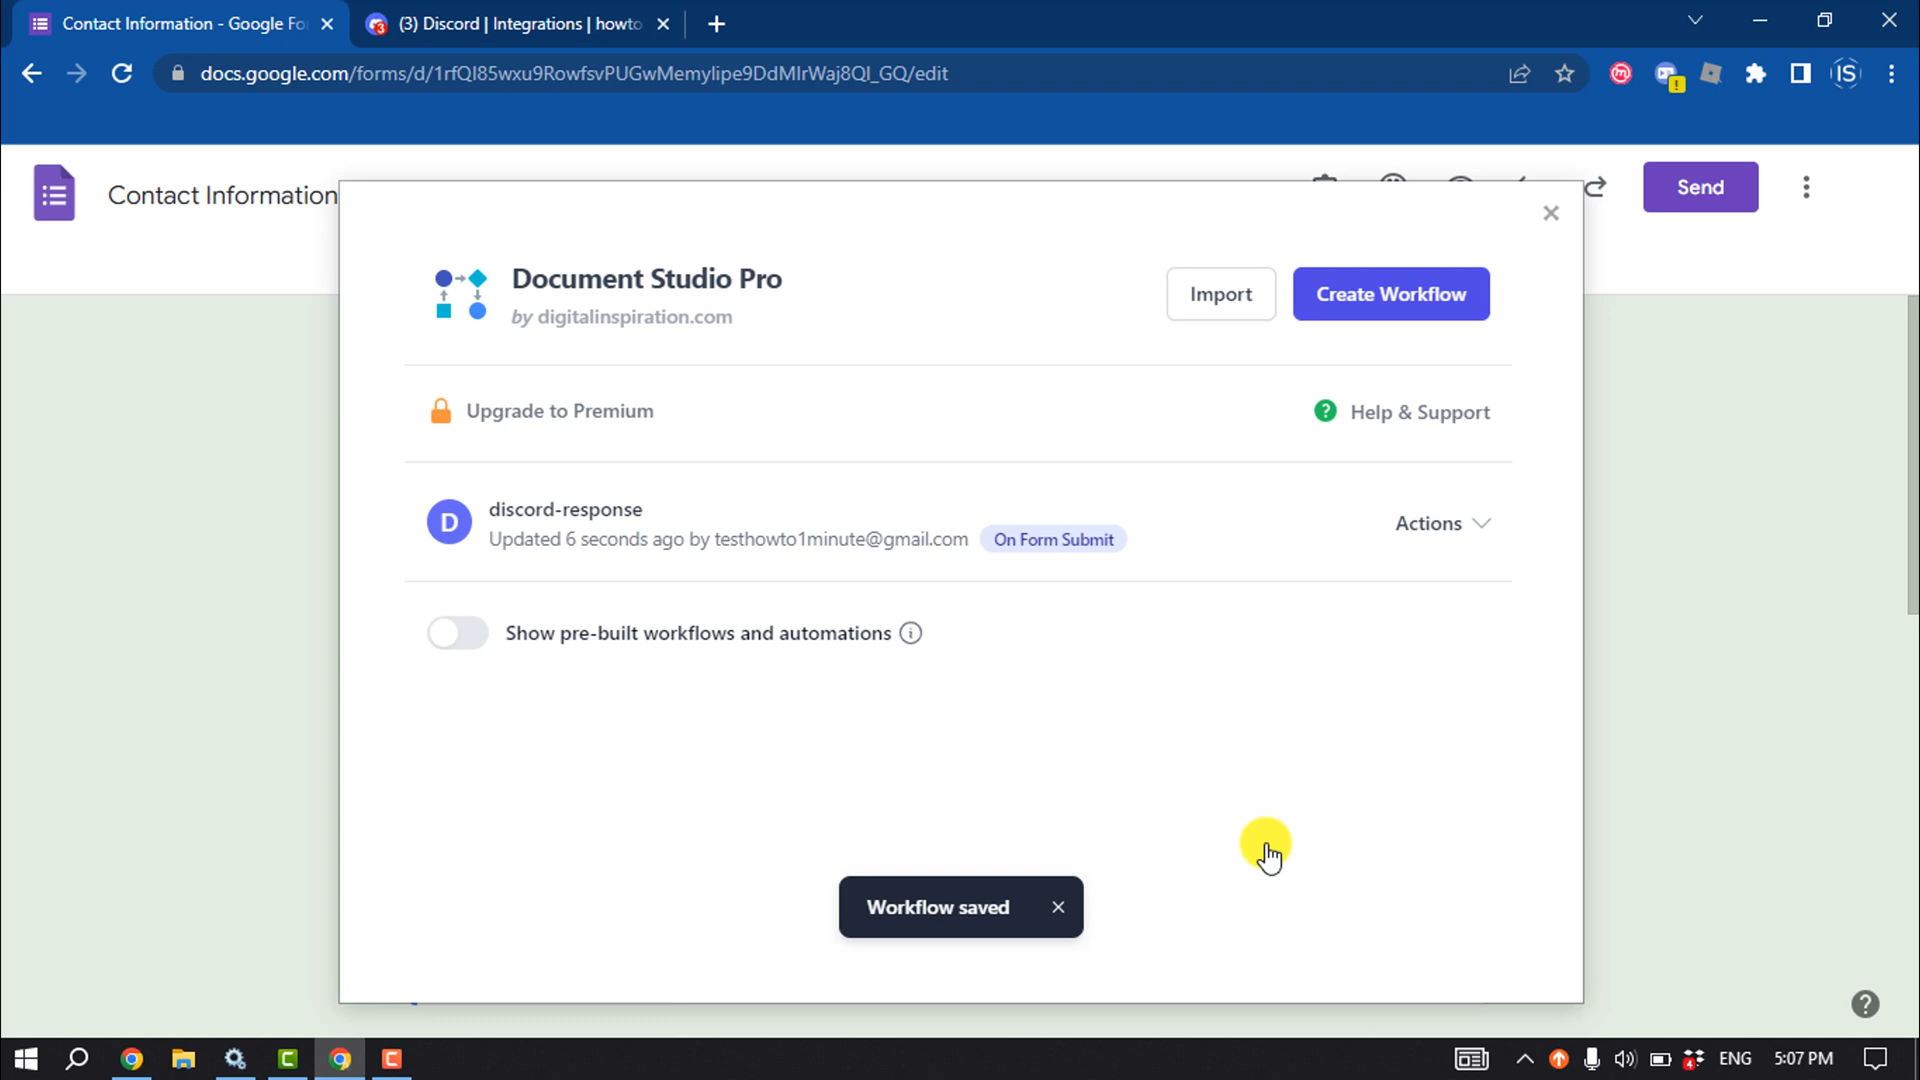 Contact Information - Google Fo
(3) Discord | Integrations | howto
docs.google.com/forms/d/1rfQI85wxu9RowfsvPUGwMemylipe9DdMlrWaj8QI_GQ/edit
IS
Contact Information
Send
Document Studio Pro
by digitalinspiration.com
Import
Create Workflow
Upgrade to Premium
Help & Support
D
discord-response
Updated 6 seconds ago by testhowto1minute@gmail.com
On Form Submit
Actions
Show pre-built workflows and automations
Workflow saved
ENG
5:07 PM